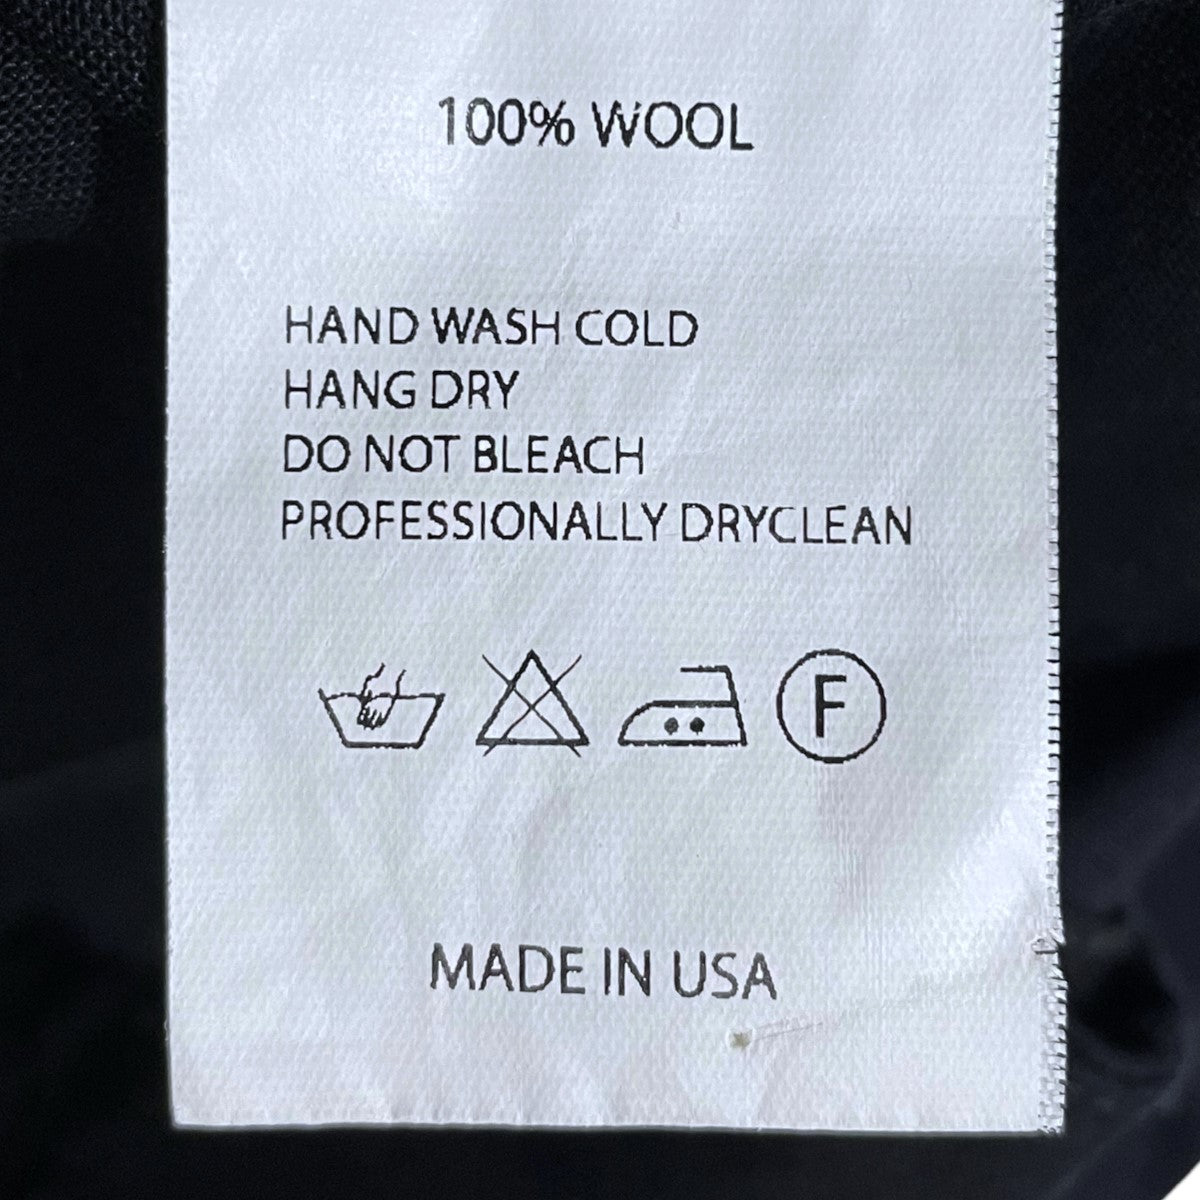 100% WOOL
HAND WASH COLD
HANG DRY
DO NOT BLEACH
PROFESSIONALLY DRYCLEAN
F
MADE IN USA